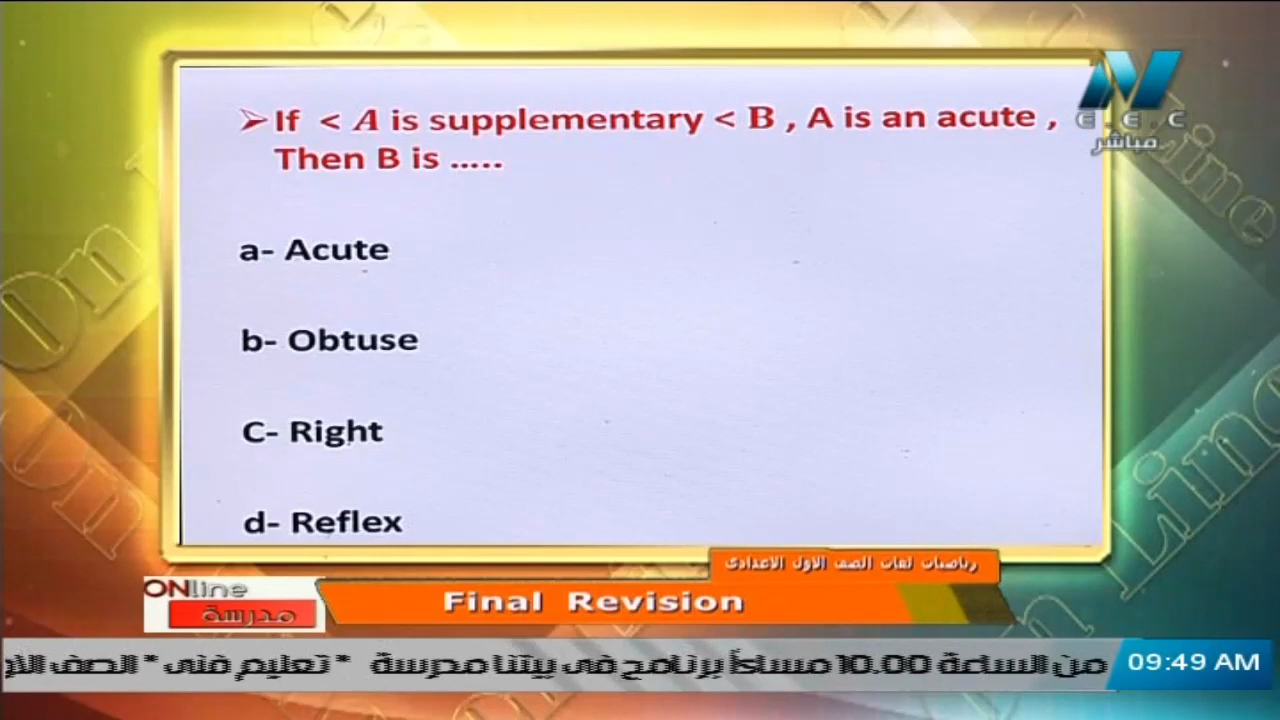 ➢If < A is supplementary < B , A is an acute ,
Then B is .....
a- Acute
b- Obtuse
C- Right
d- Reflex
E . E . C
مباشر
رياضيات لغات الصف الاول الاعدادى
ONline
مدرسة
Final Revision
من الساعة 10.00 مساءاً برنامج فى بيتنا مدرسة * تعليم فنى * الصف
09:49 AM